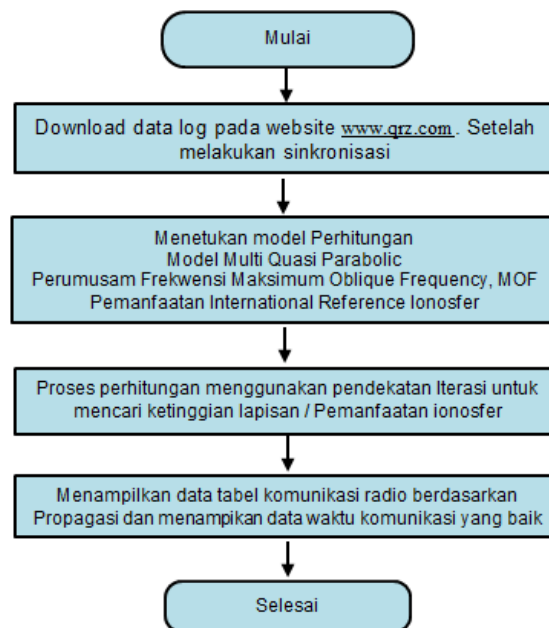 Mulai
Download data log pada website www.qrz.com. Setelah
melakukan sinkronisasi
Menetukan model Perhitungan
Model Multi Quasi Parabolic
Perumusam Frekwensi Maksimum Oblique Frequency, MOF
Pemanfaatan International Reference Ionosfer
Proses perhitungan menggunakan pendekatan Iterasi untuk
mencari ketinggian lapisan / Pemanfaatan ionosfer
Menampilkan data tabel komunikasi radio berdasarkan
Propagasi dan menampikan data waktu komunikasi yang baik
Selesai